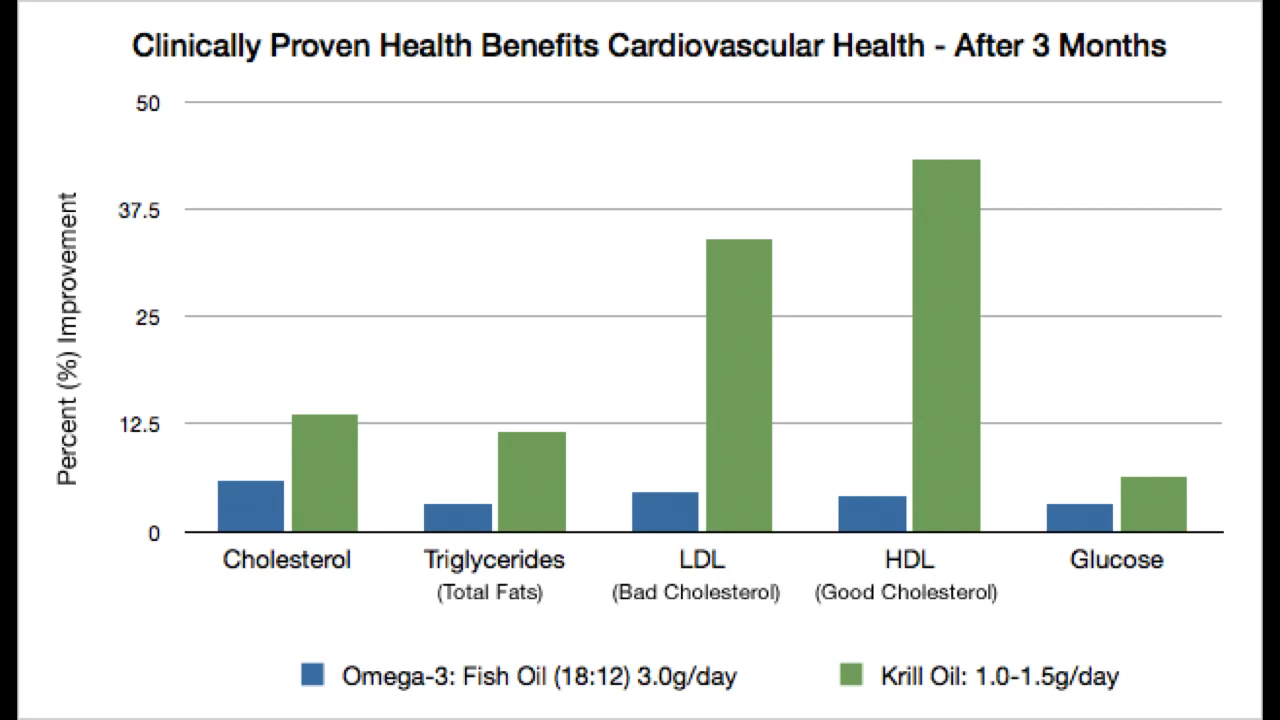 Clinically Proven Health Benefits Cardiovascular Health - After 3 Months
Percent (%) Improvement
50
37.5
25
12.5
0
Cholesterol
Triglycerides
(Total Fats)
LDL
(Bad Cholesterol)
HDL
(Good Cholesterol)
Glucose
Omega-3: Fish Oil (18:12) 3.0g/day
Krill Oil: 1.0-1.5g/day